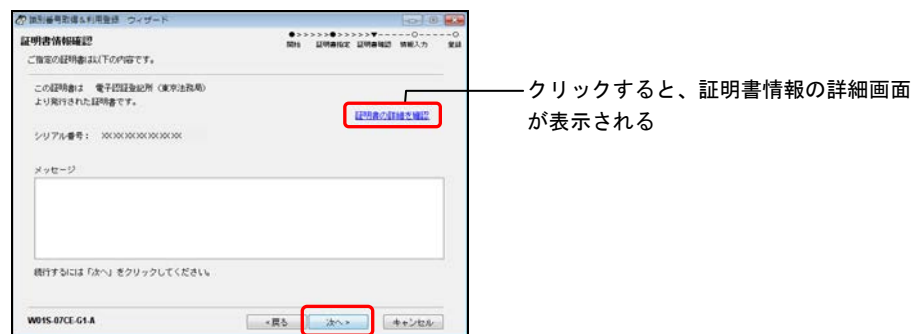 識別番号取得&利用登録 ウィザード
証明書情報確認
●>>>>>●>>>>>▼-----○-----○
開始 証明書指定 証明書確認 情報入力 登録
ご指定の証明書は以下の内容です。
この証明書は 電子認証登記所(東京法務局)
より発行された証明書です。
証明書の詳細を確認
シリアル番号: XXXXXXXXXXXXXXXX
メッセージ
続行するには「次へ」をクリックしてください。
W01S-07CE-G1-A
<戻る
次へ>
キャンセル
クリックすると、証明書情報の詳細画面
が表示される